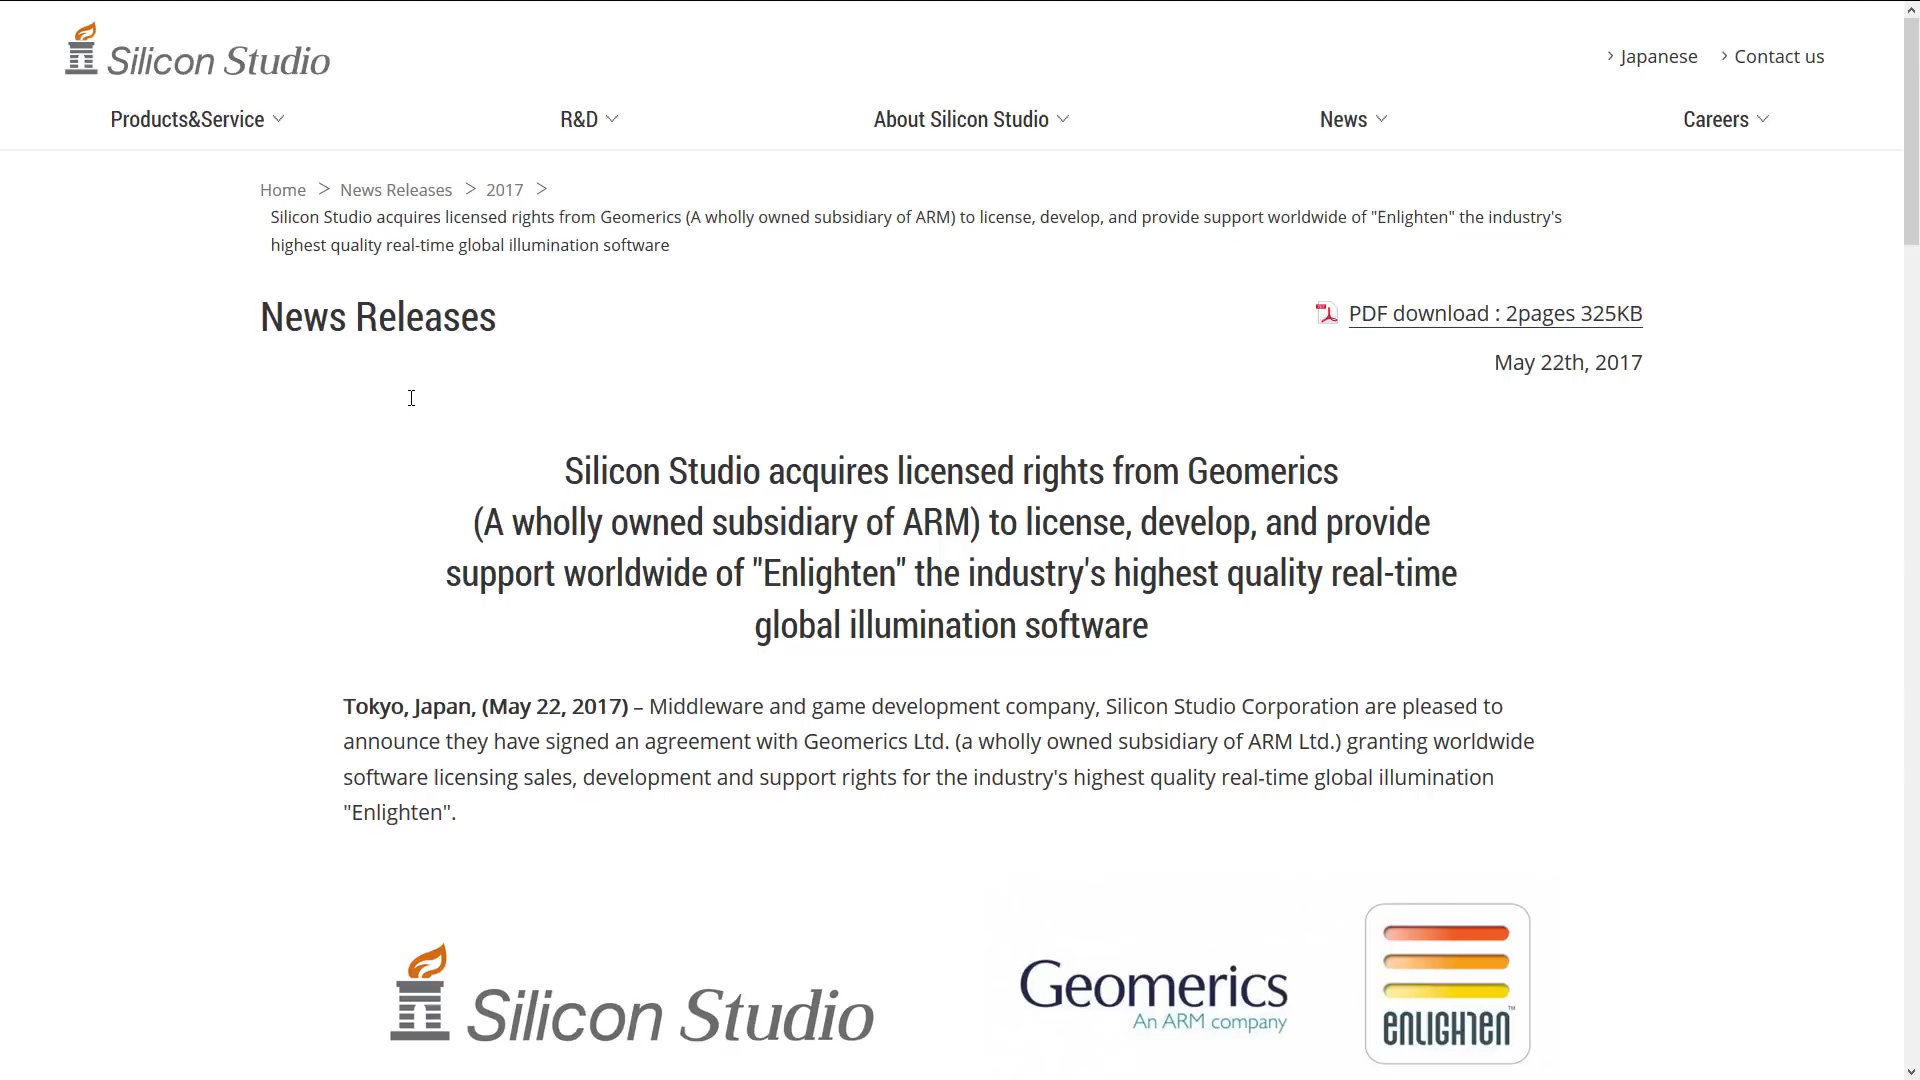 Silicon Studio
Japanese
Contact us
Products&Service
R&D
About Silicon Studio
News
Careers
Home > News Releases > 2017 >
Silicon Studio acquires licensed rights from Geomerics (A wholly owned subsidiary of ARM) to license, develop, and provide support worldwide of "Enlighten" the industry's
highest quality real-time global illumination software
News Releases
PDF download : 2pages 325KB
May 22th, 2017
Silicon Studio acquires licensed rights from Geomerics
(A wholly owned subsidiary of ARM) to license, develop, and provide
support worldwide of "Enlighten" the industry's highest quality real-time
global illumination software
Tokyo, Japan, (May 22, 2017) – Middleware and game development company, Silicon Studio Corporation are pleased to
announce they have signed an agreement with Geomerics Ltd. (a wholly owned subsidiary of ARM Ltd.) granting worldwide
software licensing sales, development and support rights for the industry's highest quality real-time global illumination
"Enlighten".
Silicon Studio
Geomerics
An ARM company
ENLIGHTEN™